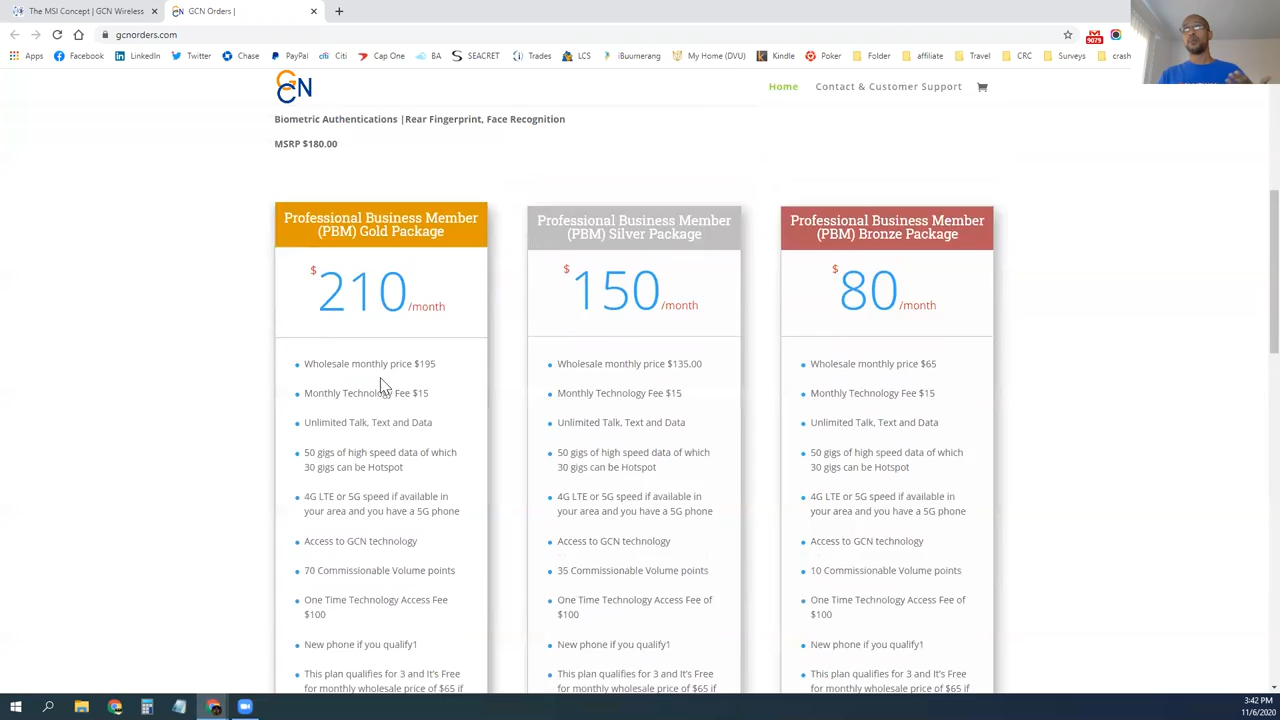 The MSI Concept | GCN Wireless
GCN Orders |
gcnorders.com
9079
Apps Facebook LinkedIn Twitter Chase PayPal Citi Cap One BA SEACRET Trades LCS iBuumerang My Home (DVU) Kindle Poker Folder affiliate Travel CRC Surveys crash
GCN
Home
Contact & Customer Support
Biometric Authentications |Rear Fingerprint, Face Recognition
MSRP $180.00
Professional Business Member
(PBM) Gold Package
$210/month
Wholesale monthly price $195
Monthly Technology Fee $15
Unlimited Talk, Text and Data
50 gigs of high speed data of which
30 gigs can be Hotspot
4G LTE or 5G speed if available in
your area and you have a 5G phone
Access to GCN technology
70 Commissionable Volume points
One Time Technology Access Fee
$100
New phone if you qualify1
This plan qualifies for 3 and It's Free
for monthly wholesale price of $65 if
Professional Business Member
(PBM) Silver Package
$150/month
Wholesale monthly price $135.00
Monthly Technology Fee $15
Unlimited Talk, Text and Data
50 gigs of high speed data of which
30 gigs can be Hotspot
4G LTE or 5G speed if available in
your area and you have a 5G phone
Access to GCN technology
35 Commissionable Volume points
One Time Technology Access Fee of
$100
New phone if you qualify1
This plan qualifies for 3 and It's Free
for monthly wholesale price of $65 if
Professional Business Member
(PBM) Bronze Package
$80/month
Wholesale monthly price $65
Monthly Technology Fee $15
Unlimited Talk, Text and Data
50 gigs of high speed data of which
30 gigs can be Hotspot
4G LTE or 5G speed if available in
your area and you have a 5G phone
Access to GCN technology
10 Commissionable Volume points
One Time Technology Access Fee of
$100
New phone if you qualify1
This plan qualifies for 3 and It's Free
for monthly wholesale price of $65 if
3:42 PM
11/6/2020